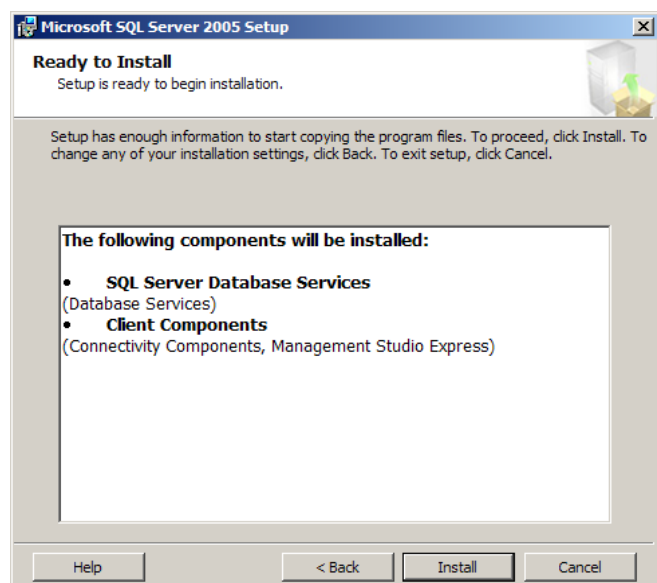 Microsoft SQL Server 2005 Setup
Ready to Install
Setup is ready to begin installation.
Setup has enough information to start copying the program files. To proceed, click Install. To
change any of your installation settings, click Back. To exit setup, click Cancel.
The following components will be installed:
• SQL Server Database Services
(Database Services)
• Client Components
(Connectivity Components, Management Studio Express)
Help < Back Install Cancel